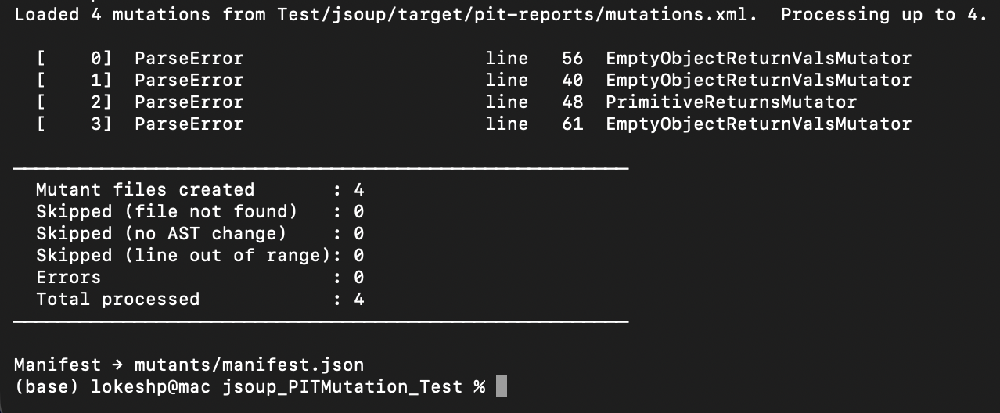 Loaded 4 mutations from Test/jsoup/target/pit-reports/mutations.xml.  Processing up to 4.
[    0]  ParseError                      line   56  EmptyObjectReturnValsMutator
[    1]  ParseError                      line   40  EmptyObjectReturnValsMutator
[    2]  ParseError                      line   48  PrimitiveReturnsMutator
[    3]  ParseError                      line   61  EmptyObjectReturnValsMutator
Mutant files created       : 4
Skipped (file not found)   : 0
Skipped (no AST change)    : 0
Skipped (line out of range): 0
Errors                     : 0
Total processed            : 4
Manifest → mutants/manifest.json
(base) lokeshp@mac jsoup_PITMutation_Test %